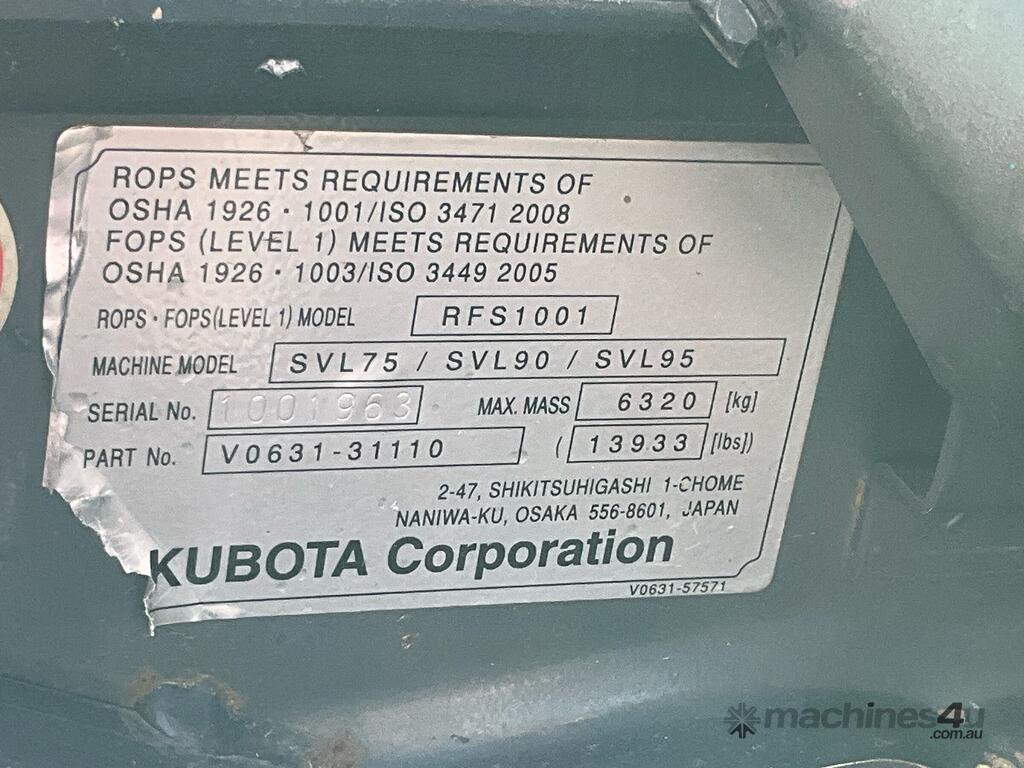 ROPS MEETS REQUIREMENTS OF
OSHA 1926 · 1001/ISO 3471 2008
FOPS (LEVEL 1) MEETS REQUIREMENTS OF
OSHA 1926 · 1003/ISO 3449 2005
ROPS · FOPS(LEVEL 1) MODEL RFS1001
MACHINE MODEL SVL75 / SVL90 / SVL95
SERIAL No. 1001963 MAX. MASS 6320 [kg]
PART No. V0631-31110 (13933 [lbs])
2-47, SHIKITSUHIGASHI 1-CHOME
NANIWA-KU, OSAKA 556-8601, JAPAN
KUBOTA Corporation
V0631-57571
machines4u
.com.au